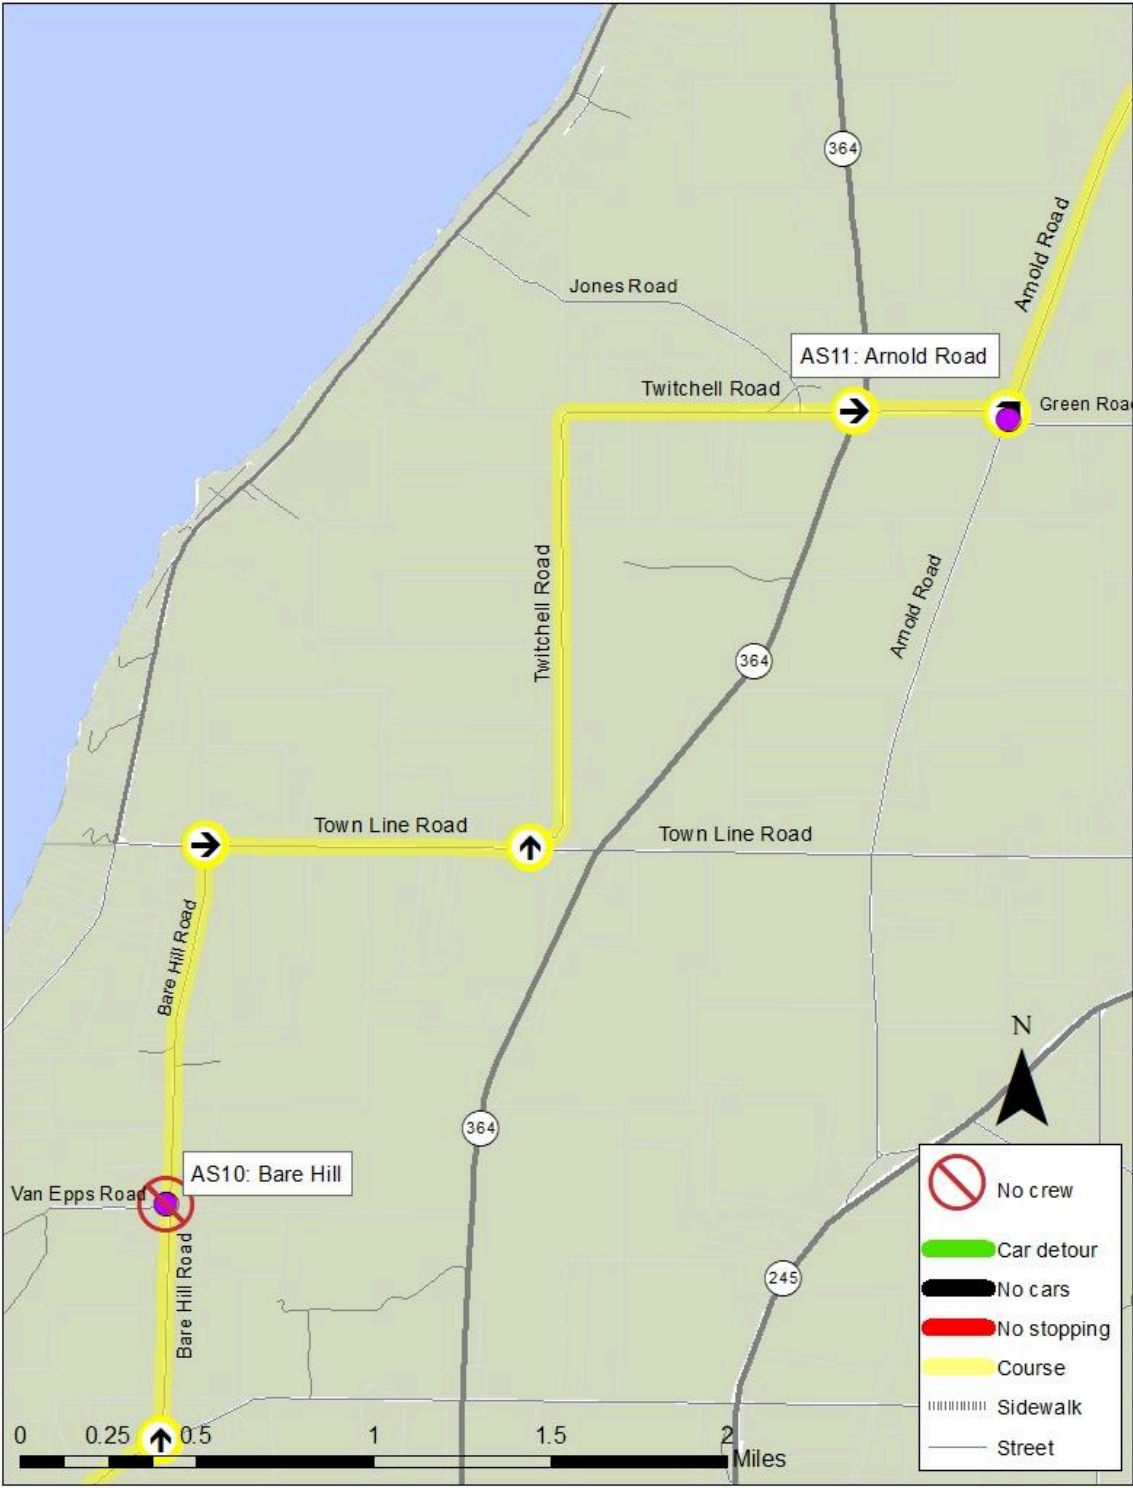 364
Arnold Road
Jones Road
AS11: Arnold Road
Twitchell Road
Green Road
Twitchell Road
Arnold Road
364
Town Line Road
Town Line Road
Bare Hill Road
N
364
AS10: Bare Hill
Van Epps Road
No crew
Bare Hill Road
Car detour
245
No cars
No stopping
Course
Sidewalk
Street
0 0.25 0.5 1 1.5 2
Miles